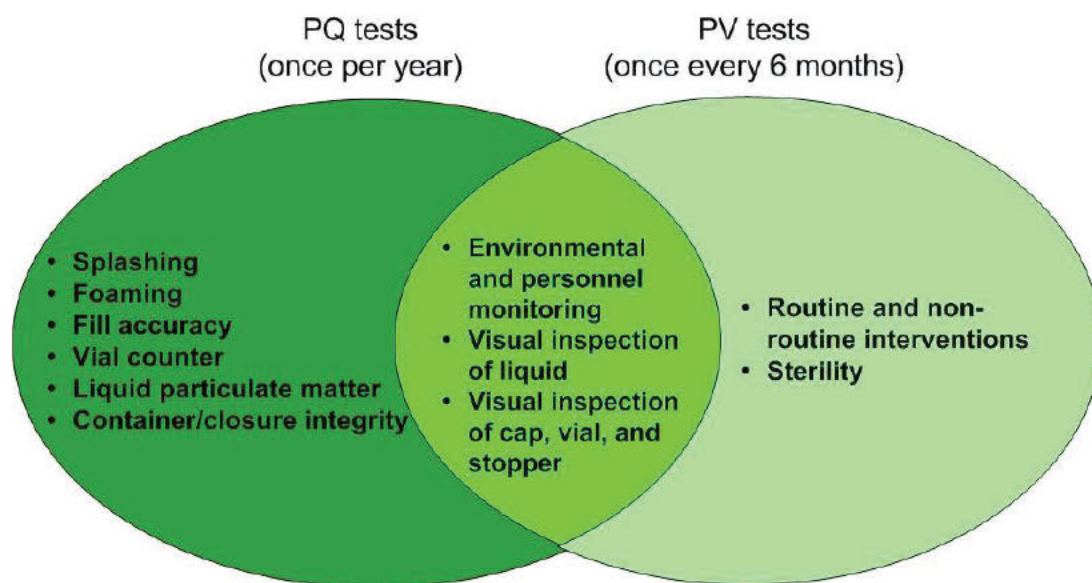 PQ tests
(once per year)
PV tests
(once every 6 months)
• Splashing
• Foaming
• Fill accuracy
• Vial counter
• Liquid particulate matter
• Container/closure integrity
• Environmental
and personnel
monitoring
• Visual inspection
of liquid
• Visual inspection
of cap, vial, and
stopper
• Routine and non-
routine interventions
• Sterility